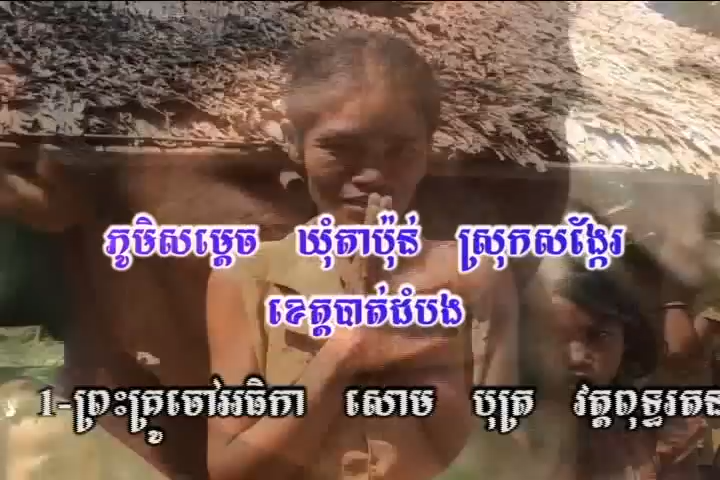 ភូមិសម្ដេច ឃុំតាប៉ុន់ ស្រុកសង្កែរ
ខេត្តបាត់ដំបង
1-ព្រះគ្រូចៅអធិកា សោម បុត្រ វត្តពុទ្ធរតន